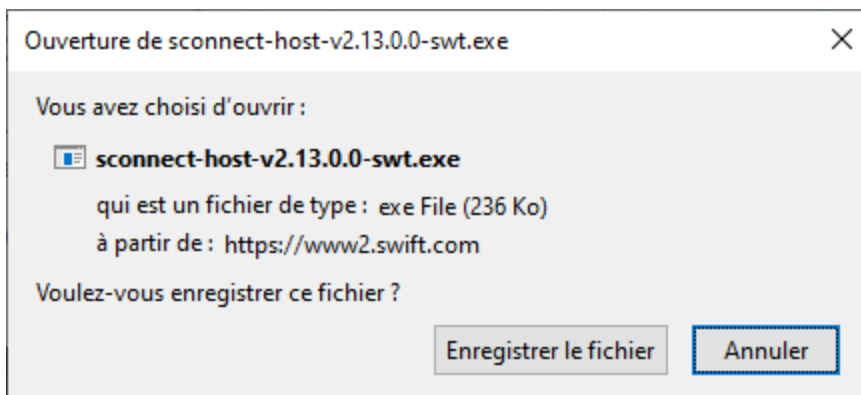 Ouverture de sconnect-host-v2.13.0.0-swt.exe
Vous avez choisi d'ouvrir :
sconnect-host-v2.13.0.0-swt.exe
qui est un fichier de type : exe File (236 Ko)
à partir de : https://www2.swift.com
Voulez-vous enregistrer ce fichier ?
Enregistrer le fichier Annuler